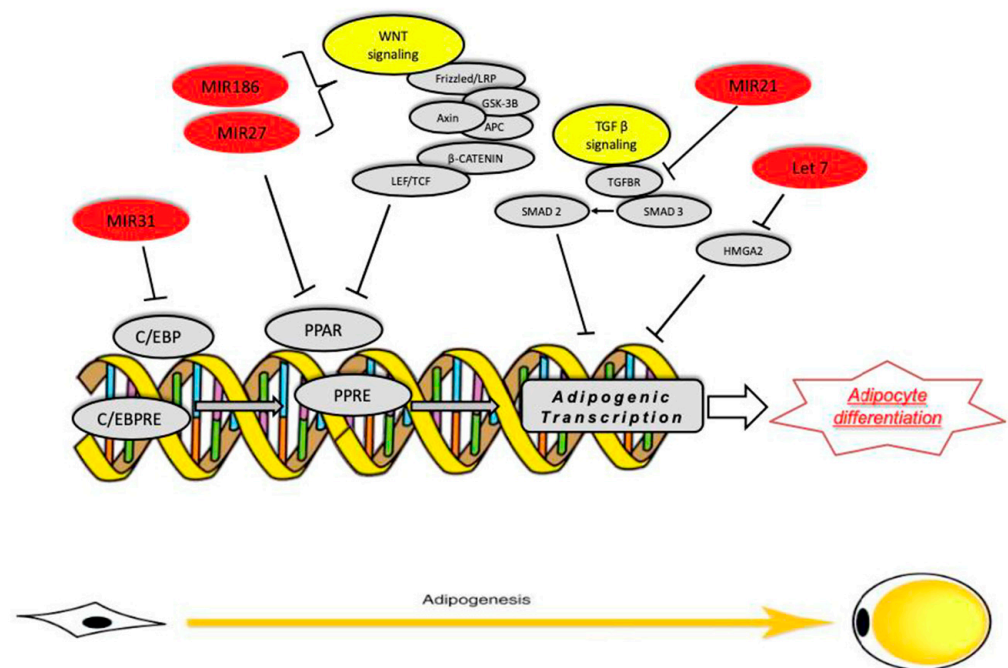 WNT
signaling
Frizzled/LRP
GSK-3B
Axin
APC
β-CATENIN
LEF/TCF
MIR186
MIR27
MIR31
TGF β
signaling
TGFBR
SMAD 2
SMAD 3
MIR21
Let 7
HMGA2
C/EBP
PPAR
C/EBPRE
PPRE
Adipogenic
Transcription
Adipocyte
differentiation
Adipogenesis